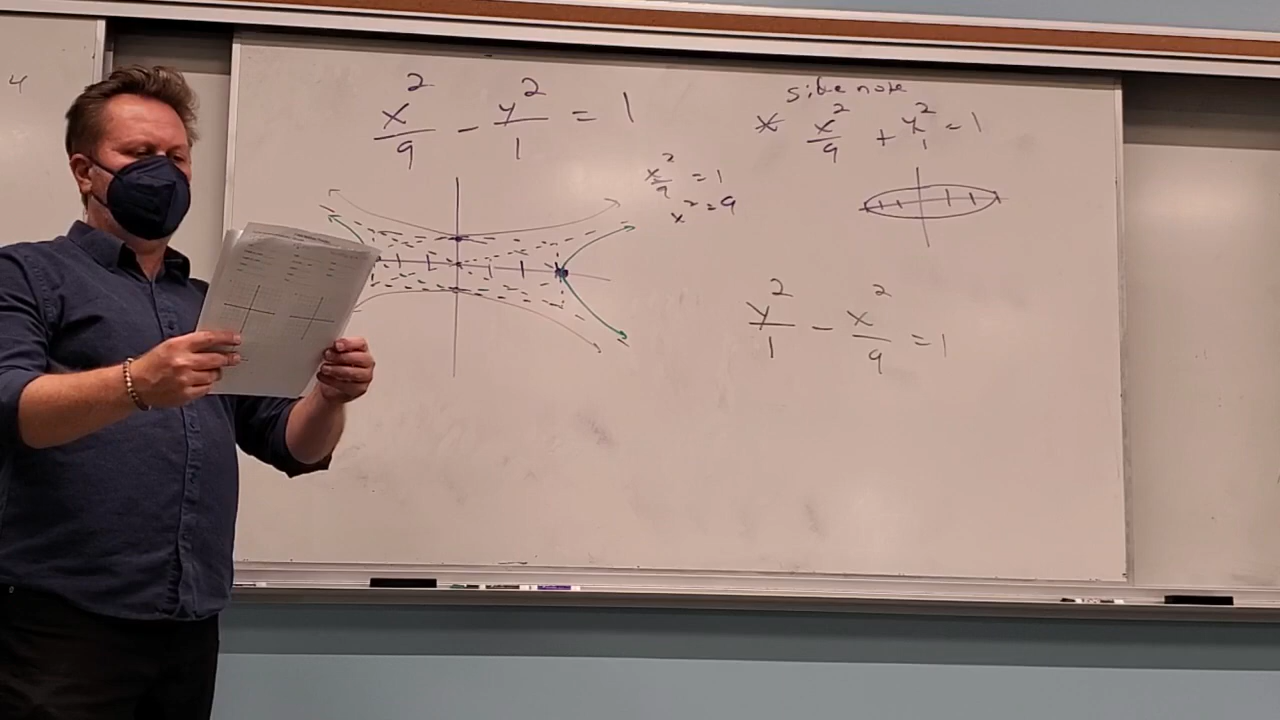 4
x²/9 - y²/1 = 1
side note
* x²/9 + y²/1 = 1
x²/9 = 1
x² = 9
y²/1 - x²/9 = 1